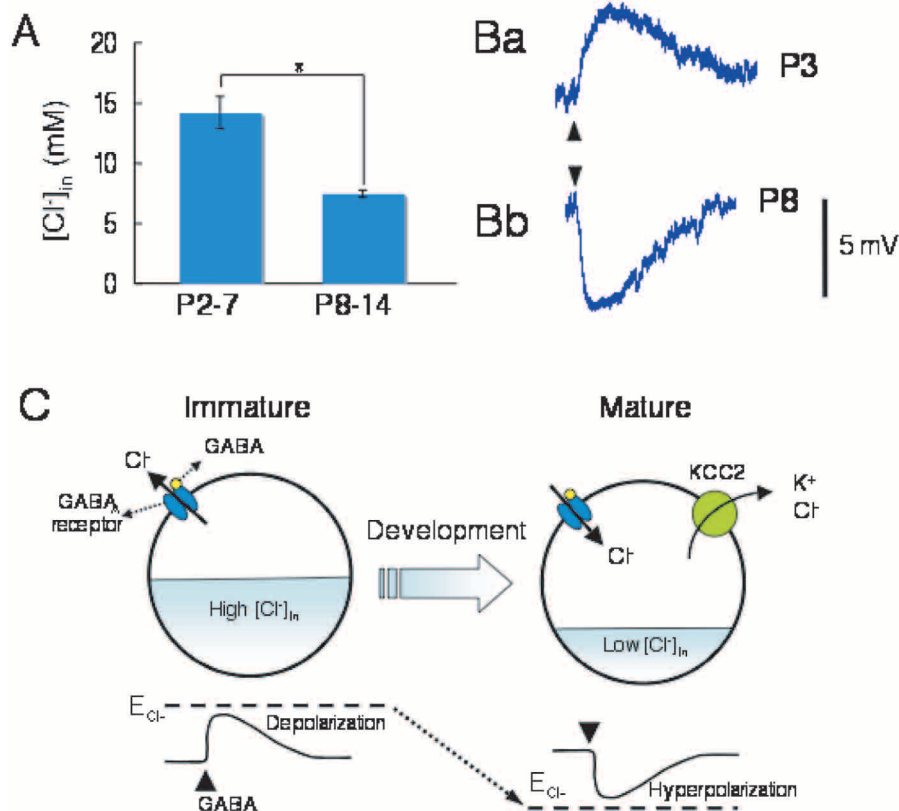 A
20
15
10
5
0
[Cl-]in (mM)
*
P2-7
P8-14
Ba
P3
Bb
P8
5 mV
C
Immature
Mature
GABA
Cl-
GABAA
receptor
High [Cl-]in
Development
KCC2
K+
Cl-
Cl-
Low [Cl-]in
ECl-
Depolarization
GABA
ECl-
Hyperpolarization